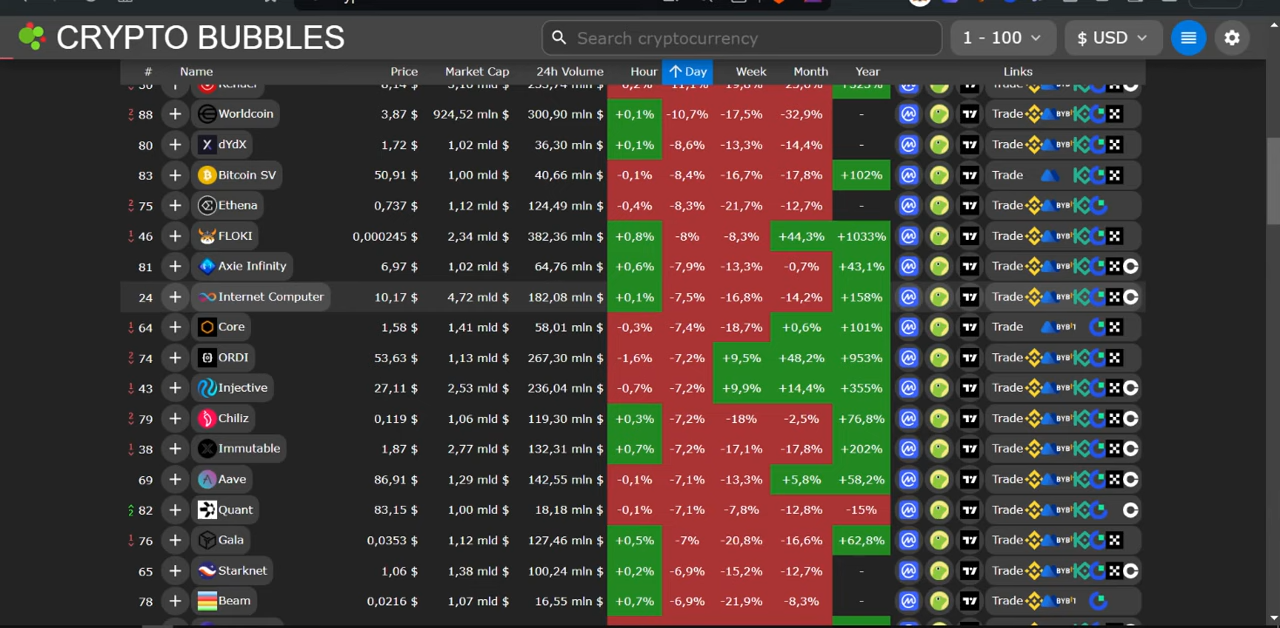 CRYPTO BUBBLES Search cryptocurrency 1 - 100 $ USD
# Name Price Market Cap 24h Volume Hour ↑ Day Week Month Year Links
88 Worldcoin 3,87 $ 924,52 mln $ 300,90 mln $ +0,1% -10,7% -17,5% -32,9% - Trade
80 dYdX 1,72 $ 1,02 mld $ 36,30 mln $ +0,1% -8,6% -13,3% -14,4% - Trade
83 Bitcoin SV 50,91 $ 1,00 mld $ 40,66 mln $ -0,1% -8,4% -16,7% -17,8% +102% Trade
75 Ethena 0,737 $ 1,12 mld $ 124,49 mln $ -0,4% -8,3% -21,7% -12,7% - Trade
46 FLOKI 0,000245 $ 2,34 mld $ 382,36 mln $ +0,8% -8% -8,3% +44,3% +1033% Trade
81 Axie Infinity 6,97 $ 1,02 mld $ 64,76 mln $ +0,6% -7,9% -13,3% -0,7% +43,1% Trade
24 Internet Computer 10,17 $ 4,72 mld $ 182,08 mln $ +0,1% -7,5% -16,8% -14,2% +158% Trade
64 Core 1,58 $ 1,41 mld $ 58,01 mln $ -0,3% -7,4% -18,7% +0,6% +101% Trade
74 ORDI 53,63 $ 1,13 mld $ 267,30 mln $ -1,6% -7,2% +9,5% +48,2% +953% Trade
43 Injective 27,11 $ 2,53 mld $ 236,04 mln $ -0,7% -7,2% +9,9% +14,4% +355% Trade
79 Chiliz 0,119 $ 1,06 mld $ 119,30 mln $ +0,3% -7,2% -18% -2,5% +76,8% Trade
38 Immutable 1,87 $ 2,77 mld $ 132,31 mln $ +0,7% -7,2% -17,1% -17,8% +202% Trade
69 Aave 86,91 $ 1,29 mld $ 142,55 mln $ -0,1% -7,1% -13,3% +5,8% +58,2% Trade
82 Quant 83,15 $ 1,00 mld $ 18,18 mln $ -0,1% -7,1% -7,8% -12,8% -15% Trade
76 Gala 0,0353 $ 1,12 mld $ 127,46 mln $ +0,5% -7% -20,8% -16,6% +62,8% Trade
65 Starknet 1,06 $ 1,38 mld $ 100,24 mln $ +0,2% -6,9% -15,2% -12,7% - Trade
78 Beam 0,0216 $ 1,07 mld $ 16,55 mln $ +0,7% -6,9% -21,9% -8,3% - Trade